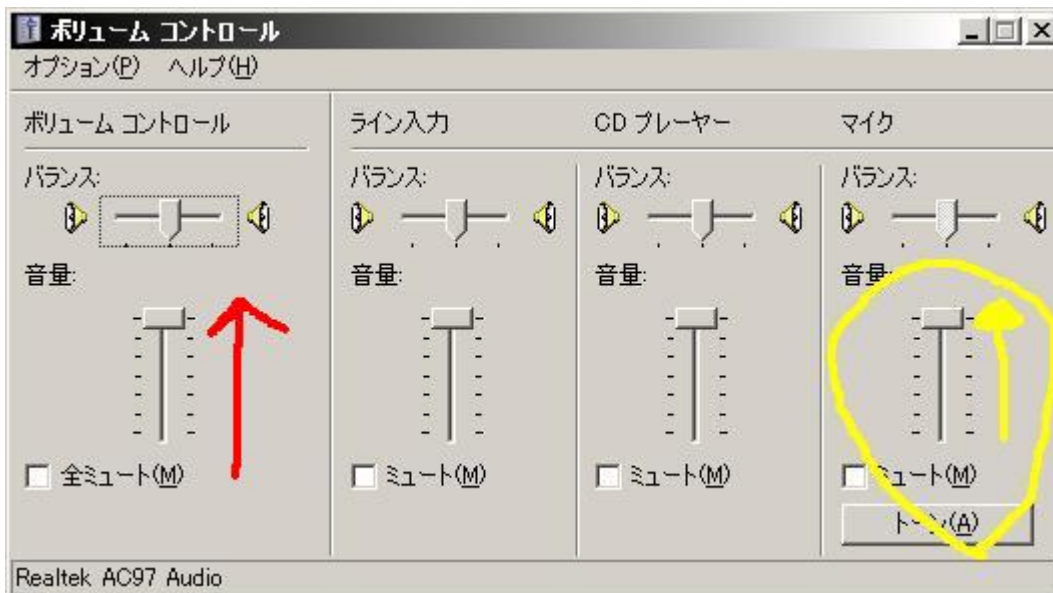 ボリューム コントロール
オプション(P) ヘルプ(H)
ボリューム コントロール
バランス:
音量:
全ミュート(M)
ライン入力
バランス:
音量:
ミュート(M)
CD プレーヤー
バランス:
音量:
ミュート(M)
マイク
バランス:
音量:
ミュート(M)
トーン(A)
Realtek AC97 Audio